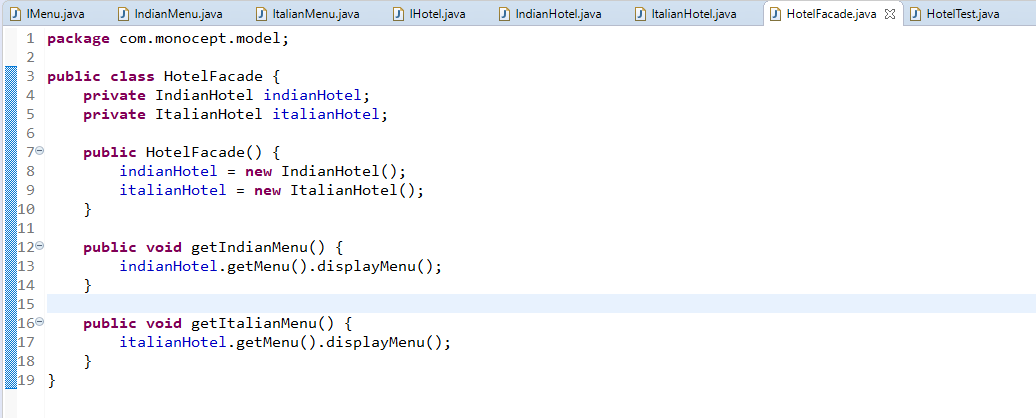 IMenu.java IndianMenu.java ItalianMenu.java IHotel.java IndianHotel.java ItalianHotel.java HotelFacade.java HotelTest.java
1 package com.monocept.model;
2
3 public class HotelFacade {
4     private IndianHotel indianHotel;
5     private ItalianHotel italianHotel;
6
7     public HotelFacade() {
8         indianHotel = new IndianHotel();
9         italianHotel = new ItalianHotel();
10     }
11
12     public void getIndianMenu() {
13         indianHotel.getMenu().displayMenu();
14     }
15
16     public void getItalianMenu() {
17         italianHotel.getMenu().displayMenu();
18     }
19 }